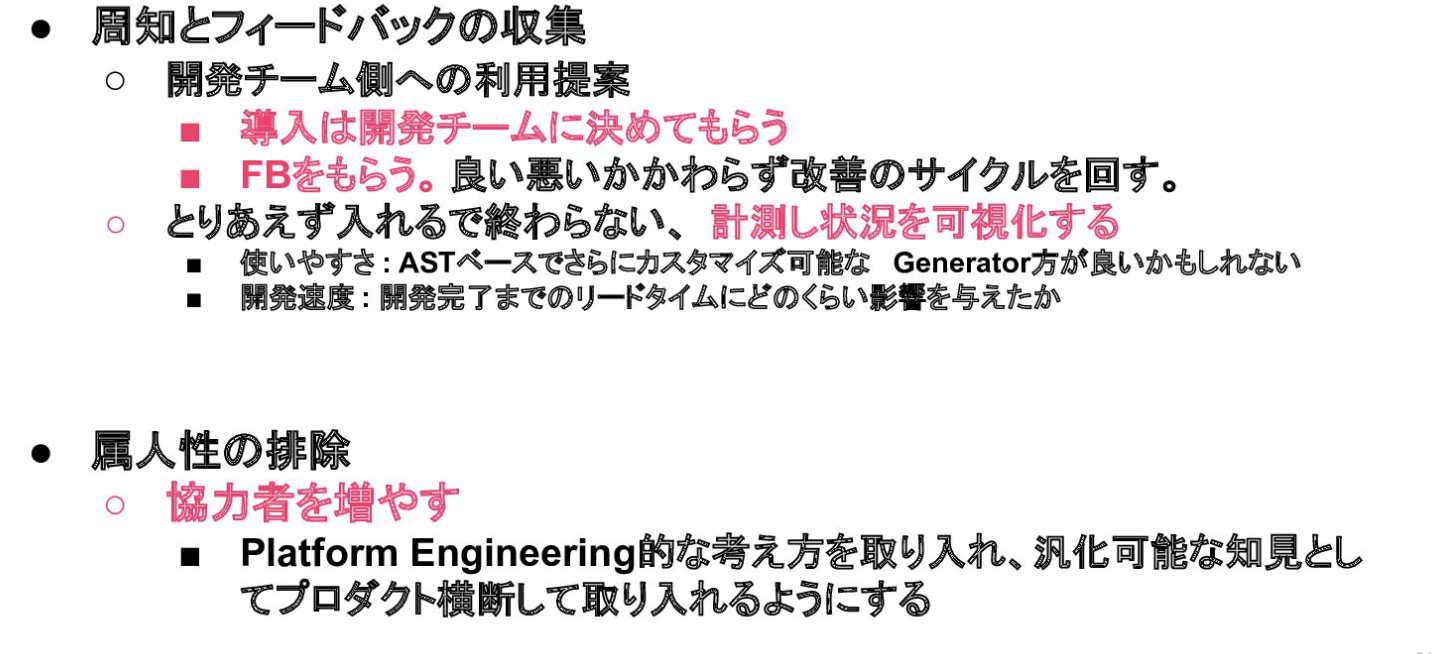 ● 周知とフィードバックの収集
○ 開発チーム側への利用提案
■ 導入は開発チームに決めてもらう
■ FBをもらう。良い悪いかかわらず改善のサイクルを回す。
○ とりあえず入れるで終わらない、計測し状況を可視化する
■ 使いやすさ：ASTベースでさらにカスタマイズ可能な Generator方が良いかもしれない
■ 開発速度：開発完了までのリードタイムにどのくらい影響を与えたか
● 属人性の排除
○ 協力者を増やす
■ Platform Engineering的な考え方を取り入れ、汎化可能な知見とし
てプロダクト横断して取り入れるようにする